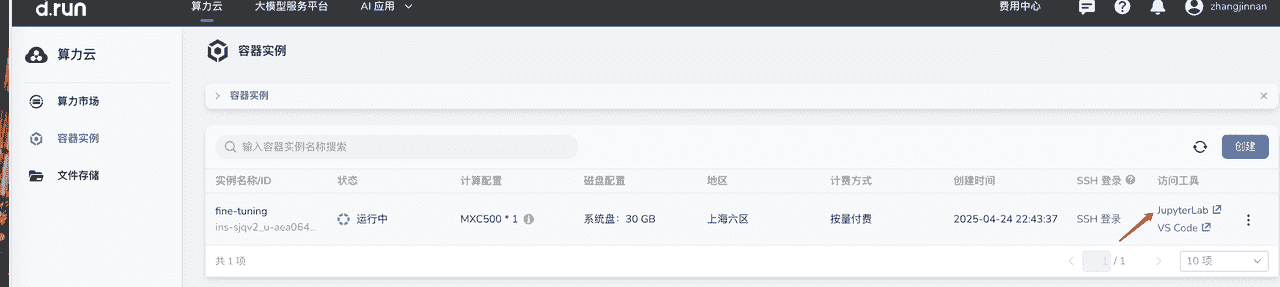 d.run 算力云 大模型服务平台 AI 应用 费用中心 zhangjinnan
算力云
容器实例
算力市场
容器实例
文件存储
容器实例
输入容器实例名称搜索
创建
实例名称/ID 状态 计算配置 磁盘配置 地区 计费方式 创建时间 SSH 登录 访问工具
fine-tuning 运行中 MXC500 * 1 系统盘：30 GB 上海六区 按量付费 2025-04-24 22:43:37 SSH 登录 JupyterLab
ins-sjqv2_u-aea064... VS Code
共 1 项 1 / 1 10 项